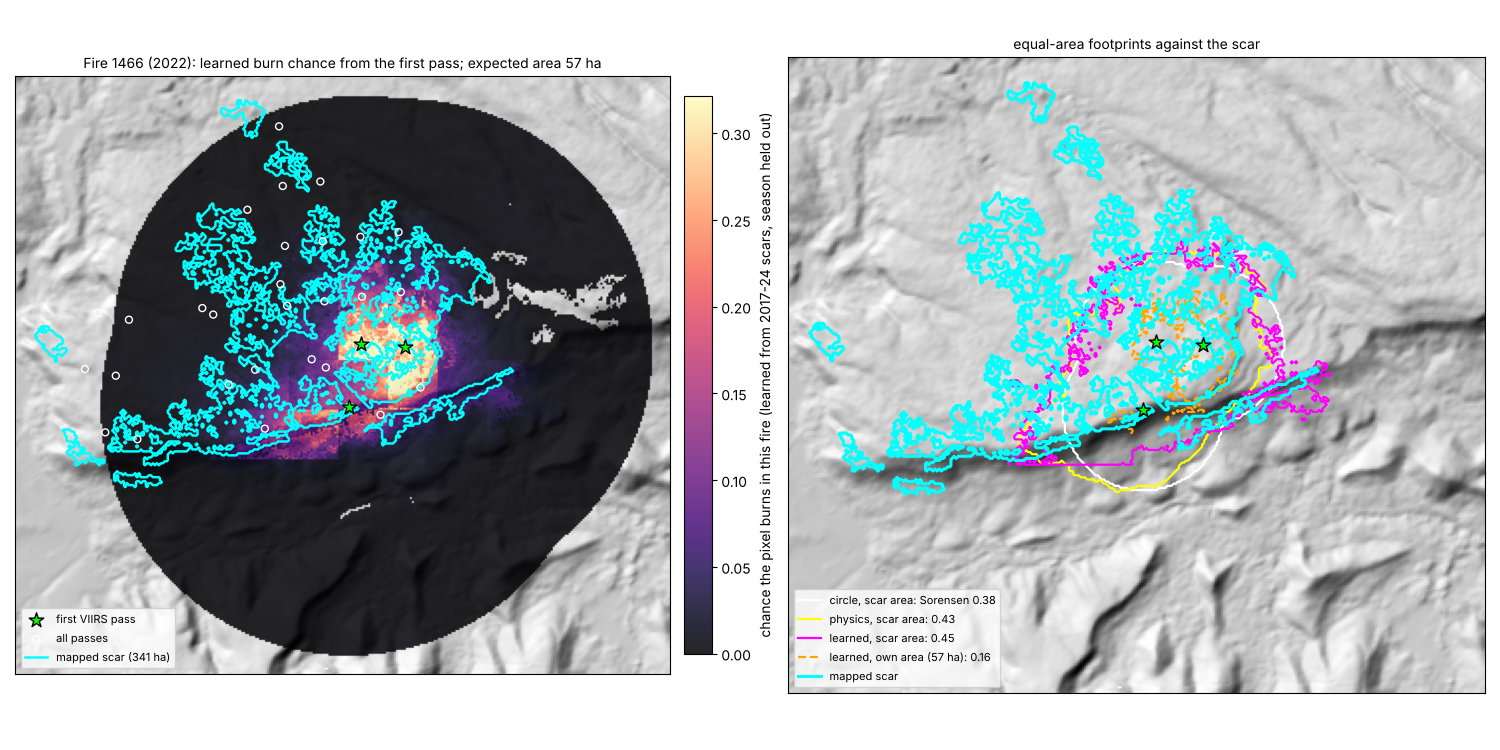 Fire 1466 (2022): learned burn chance from the first pass; expected area 57 ha
first VIIRS pass
all passes
mapped scar (341 ha)
0.30
0.25
0.20
0.15
0.10
0.05
0.00
chance the pixel burns in this fire (learned from 2017-24 scars, season held out)
equal-area footprints against the scar
circle, scar area: Sorensen 0.38
physics, scar area: 0.43
learned, scar area: 0.45
learned, own area (57 ha): 0.16
mapped scar